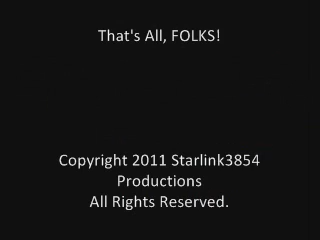 That's All, FOLKS!
Copyright 2011 Starlink3854
Productions
All Rights Reserved.